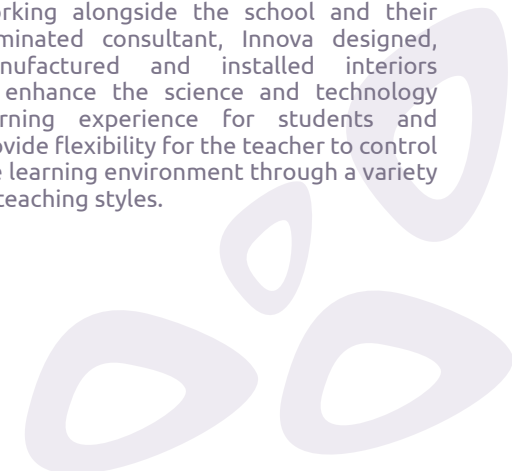 rking alongside the school and their
minated consultant, Innova designed,
nufactured and installed interiors
enhance the science and technology
rning experience for students and
vide flexibility for the teacher to control
learning environment through a variety
teaching styles.